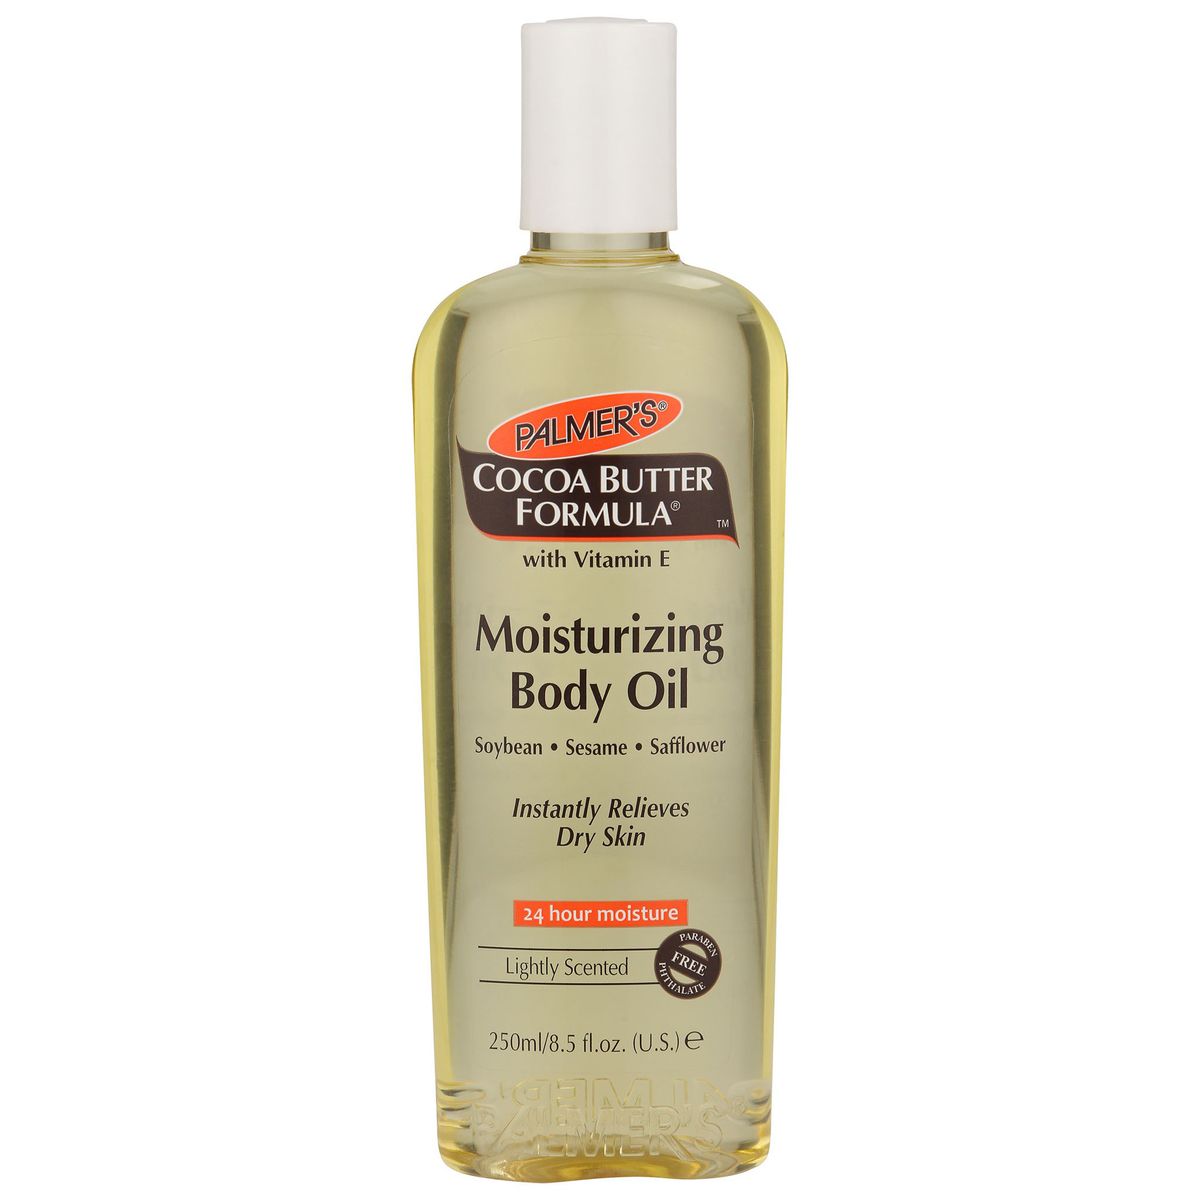 PALMER'S®
COCOA BUTTER
FORMULA® ™
with Vitamin E
Moisturizing
Body Oil
Soybean • Sesame • Safflower
Instantly Relieves
Dry Skin
24 hour moisture
Lightly Scented
PARABEN
FREE
PHTHALATE
250ml/8.5 fl.oz. (U.S.) ℮
PALMER'S®